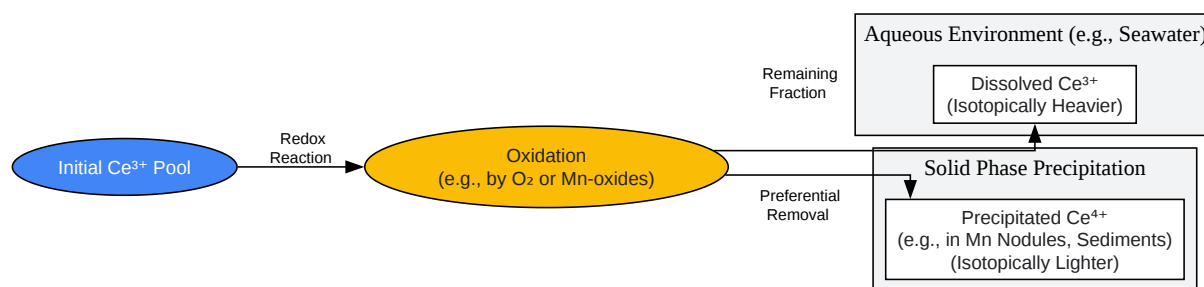 Aqueous Environment (e.g., Seawater)
Remaining
Fraction
Dissolved Ce³⁺
(Isotopically Heavier)
Initial Ce³⁺ Pool
Redox
Reaction
Oxidation
(e.g., by O₂ or Mn-oxides)
Preferential
Removal
Solid Phase Precipitation
Precipitated Ce⁴⁺
(e.g., in Mn Nodules, Sediments)
(Isotopically Lighter)